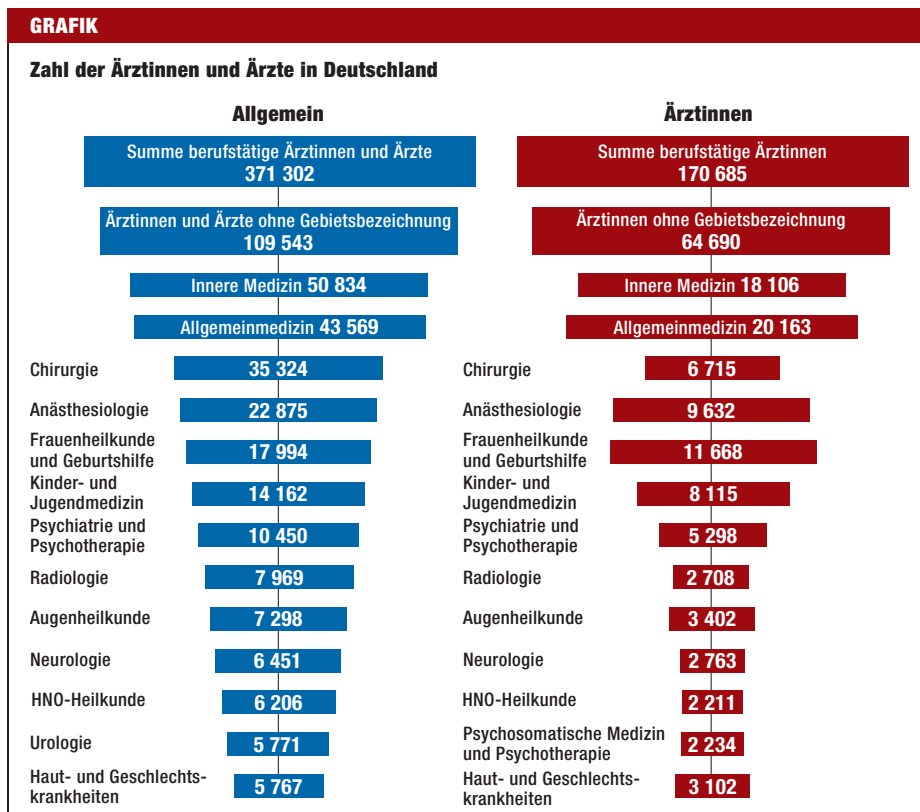 GRAFIK
Zahl der Ärztinnen und Ärzte in Deutschland
Allgemein
Summe berufstätige Ärztinnen und Ärzte
371 302
Ärztinnen und Ärzte ohne Gebietsbezeichnung
109 543
Innere Medizin 50 834
Allgemeinmedizin 43 569
Chirurgie 35 324
Anästhesiologie 22 875
Frauenheilkunde
und Geburtshilfe 17 994
Kinder- und
Jugendmedizin 14 162
Psychiatrie und
Psychotherapie 10 450
Radiologie 7 969
Augenheilkunde 7 298
Neurologie 6 451
HNO-Heilkunde 6 206
Urologie 5 771
Haut- und Geschlechts-
krankheiten 5 767
Ärztinnen
Summe berufstätige Ärztinnen
170 685
Ärztinnen ohne Gebietsbezeichnung
64 690
Innere Medizin 18 106
Allgemeinmedizin 20 163
Chirurgie 6 715
Anästhesiologie 9 632
Frauenheilkunde
und Geburtshilfe 11 668
Kinder- und
Jugendmedizin 8 115
Psychiatrie und
Psychotherapie 5 298
Radiologie 2 708
Augenheilkunde 3 402
Neurologie 2 763
HNO-Heilkunde 2 211
Psychosomatische Medizin
und Psychotherapie 2 234
Haut- und Geschlechts-
krankheiten 3 102